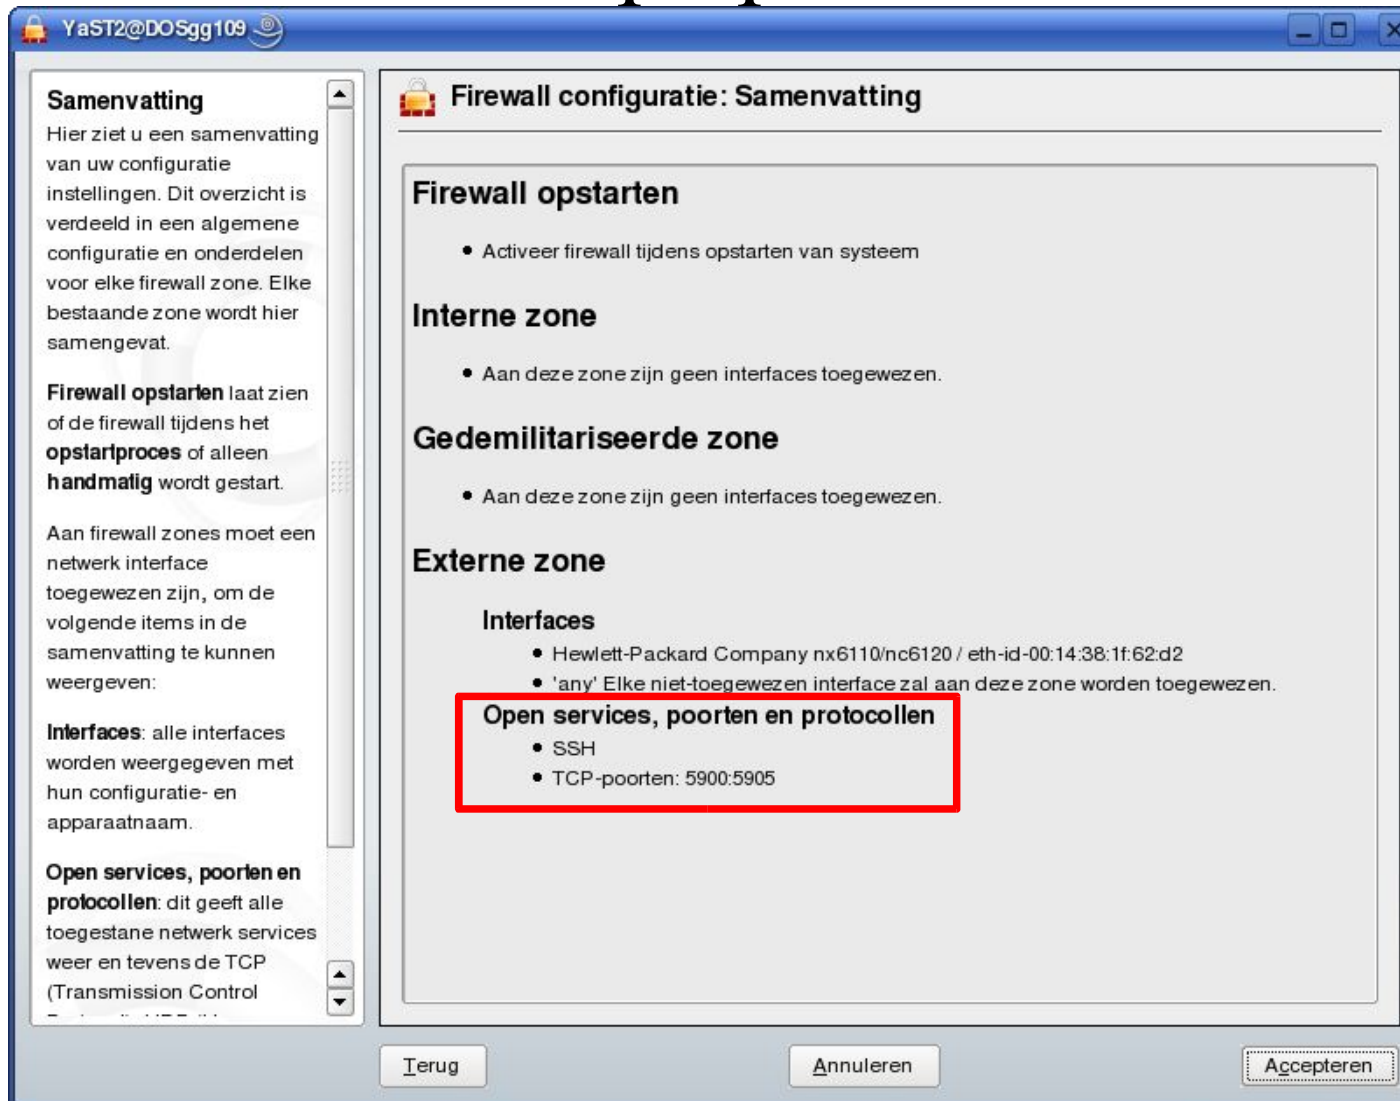 YaST2@DOSgg109
Samenvatting
Hier ziet u een samenvatting
van uw configuratie
instellingen. Dit overzicht is
verdeeld in een algemene
configuratie en onderdelen
voor elke firewall zone. Elke
bestaande zone wordt hier
samengevat.
Firewall opstarten laat zien
of de firewall tijdens het
opstartproces of alleen
handmatig wordt gestart.
Aan firewall zones moet een
netwerk interface
toegewezen zijn, om de
volgende items in de
samenvatting te kunnen
weergeven:
Interfaces: alle interfaces
worden weergegeven met
hun configuratie- en
apparaatnaam.
Open services, poorten en
protocollen: dit geeft alle
toegestane netwerk services
weer en tevens de TCP
(Transmission Control
Firewall configuratie: Samenvatting
Firewall opstarten
Activeer firewall tijdens opstarten van systeem
Interne zone
Aan deze zone zijn geen interfaces toegewezen.
Gedemilitariseerde zone
Aan deze zone zijn geen interfaces toegewezen.
Externe zone
Interfaces
Hewlett-Packard Company nx6110/nc6120 / eth-id-00:14:38:1f:62:d2
'any' Elke niet-toegewezen interface zal aan deze zone worden toegewezen.
Open services, poorten en protocollen
SSH
TCP-poorten: 5900:5905
Terug
Annuleren
Accepteren